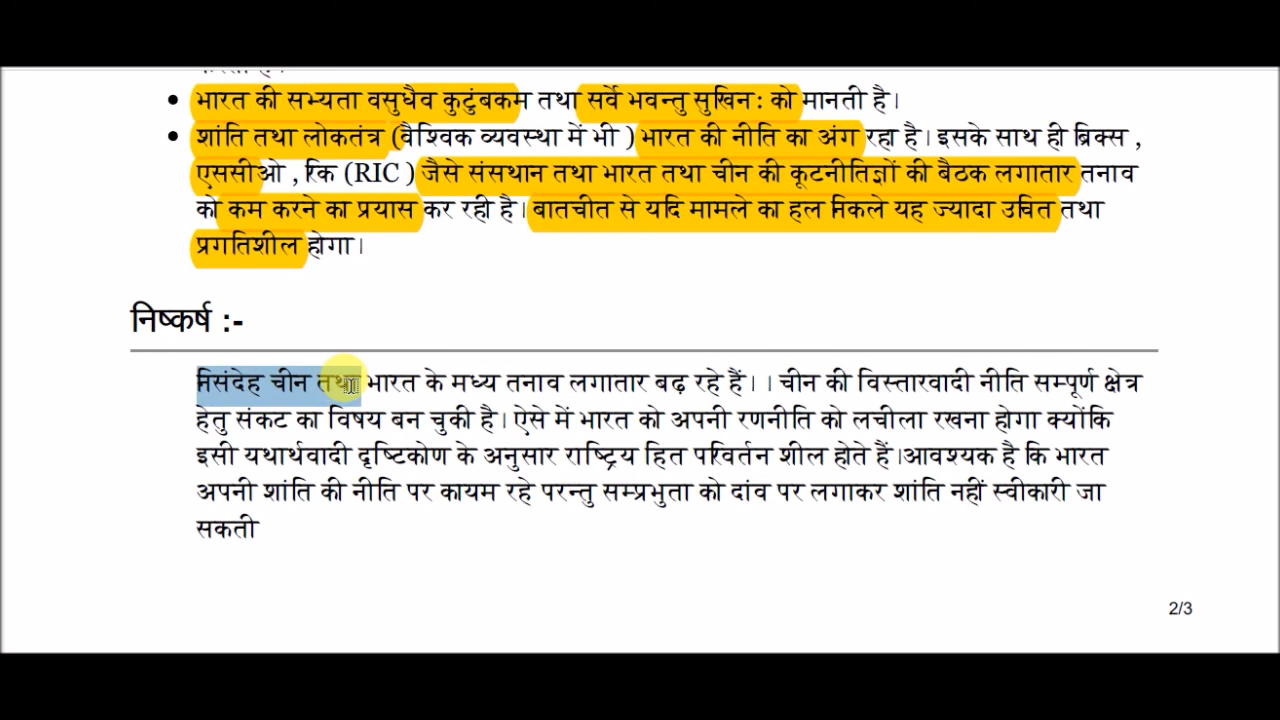 भारत की सभ्यता वसुधैव कुटुंबकम तथा सर्वे भवन्तु सुखिनः को मानती है।
शांति तथा लोकतंत्र (वैश्विक व्यवस्था में भी ) भारत की नीति का अंग रहा है। इसके साथ ही ब्रिक्स ,
एससीओ , रिक (RIC ) जैसे संसथान तथा भारत तथा चीन की कूटनीतिज्ञों की बैठक लगातार तनाव
को कम करने का प्रयास कर रही है। बातचीत से यदि मामले का हल निकले यह ज्यादा उचित तथा
प्रगतिशील होगा।
निष्कर्ष :-
निसंदेह चीन तथा भारत के मध्य तनाव लगातार बढ़ रहे हैं। । चीन की विस्तारवादी नीति सम्पूर्ण क्षेत्र
हेतु संकट का विषय बन चुकी है। ऐसे में भारत को अपनी रणनीति को लचीला रखना होगा क्योंकि
इसी यथार्थवादी दृष्टिकोण के अनुसार राष्ट्रिय हित परिवर्तन शील होते हैं।आवश्यक है कि भारत
अपनी शांति की नीति पर कायम रहे परन्तु सम्प्रभुता को दांव पर लगाकर शांति नहीं स्वीकारी जा
सकती
2/3